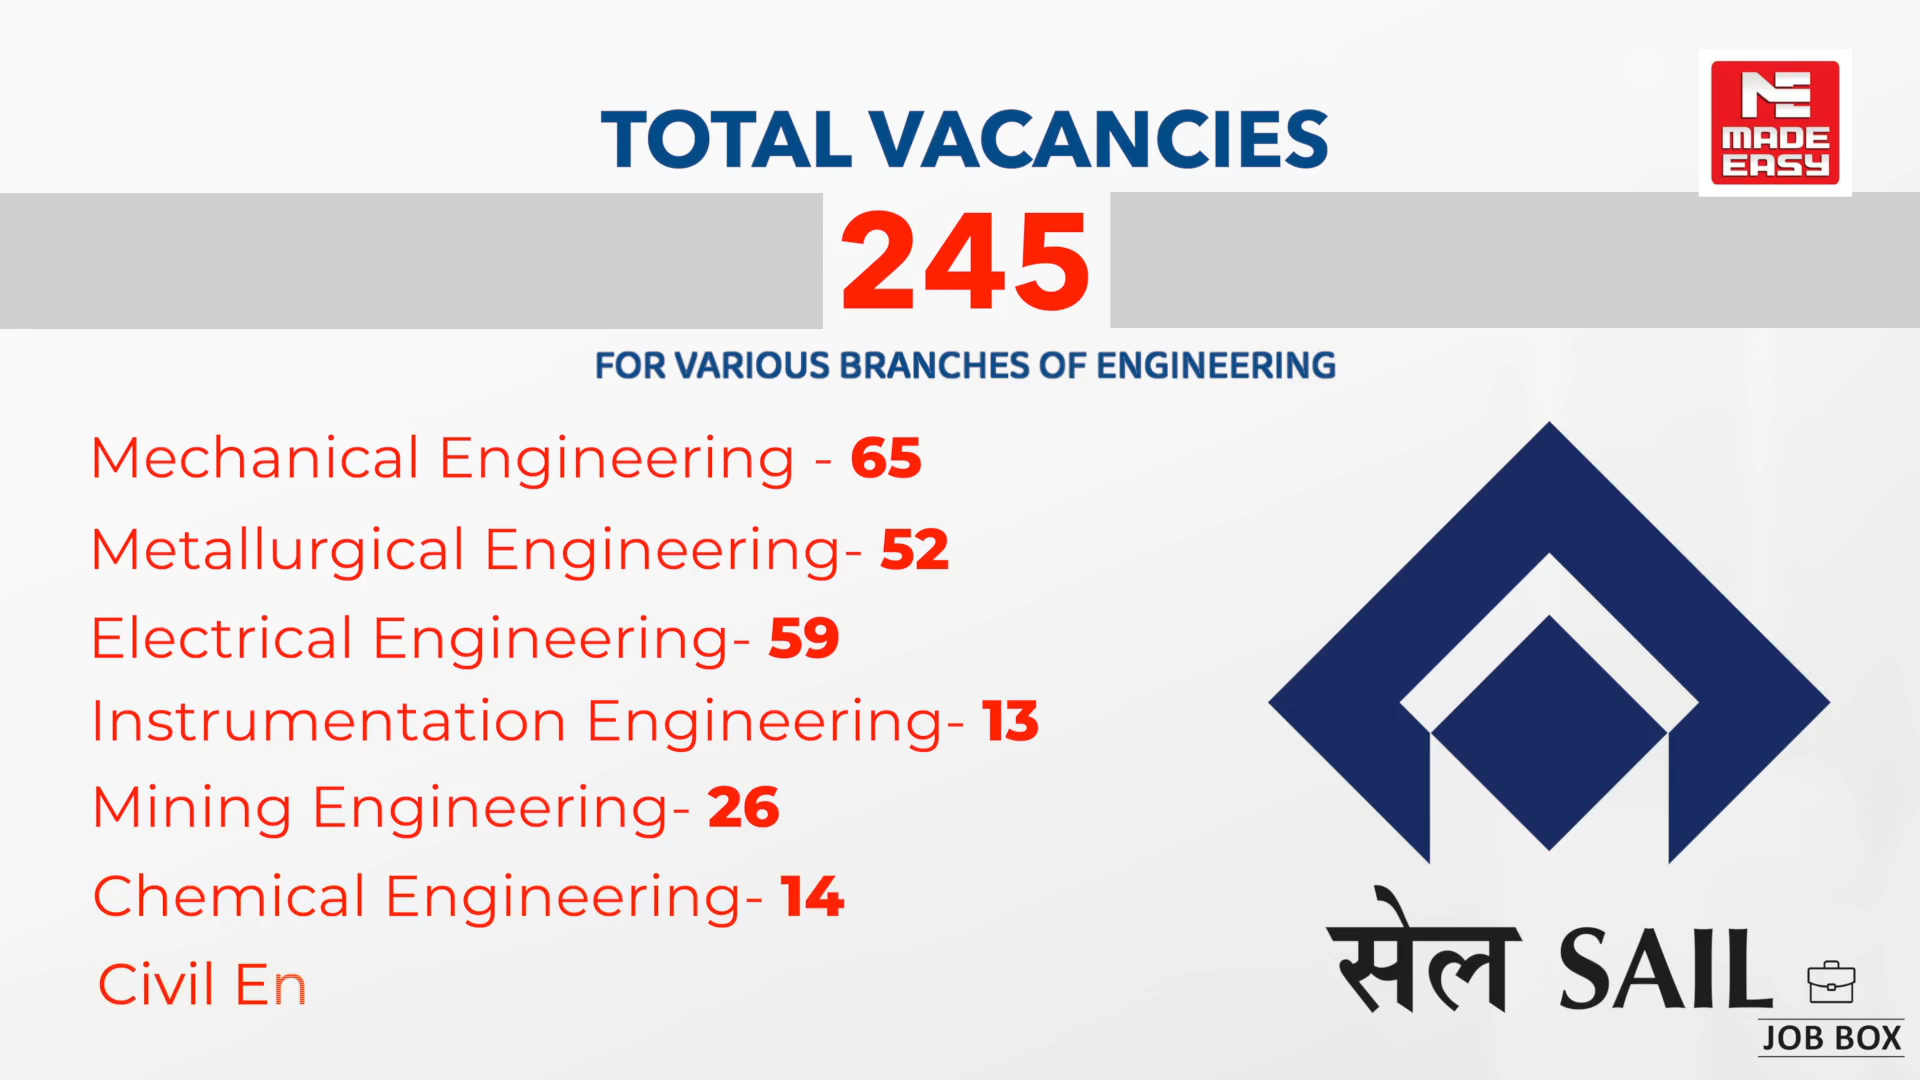 TOTAL VACANCIES
245
FOR VARIOUS BRANCHES OF ENGINEERING
ME
MADE
EASY
Mechanical Engineering - 65
Metallurgical Engineering- 52
Electrical Engineering- 59
Instrumentation Engineering- 13
Mining Engineering- 26
Chemical Engineering- 14
Civil En
सेल SAIL
JOB BOX